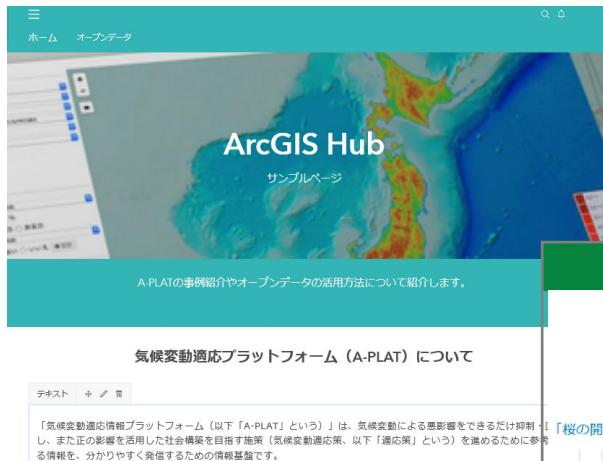 ホーム オープンデータ
ArcGIS Hub
サンプルページ
A-PLATの事例紹介やオープンデータの活用方法について紹介します。
気候変動適応プラットフォーム（A-PLAT）について
テキスト
「気候変動適応情報プラットフォーム（以下「A-PLAT」という）」は、気候変動による悪影響をできるだけ抑制・
し、また正の影響を活用した社会構築を目指す施策（気候変動適応策、以下「適応策」という）を進めるために参
る情報を、分かりやすく発信するための情報基盤です。
「桜の開